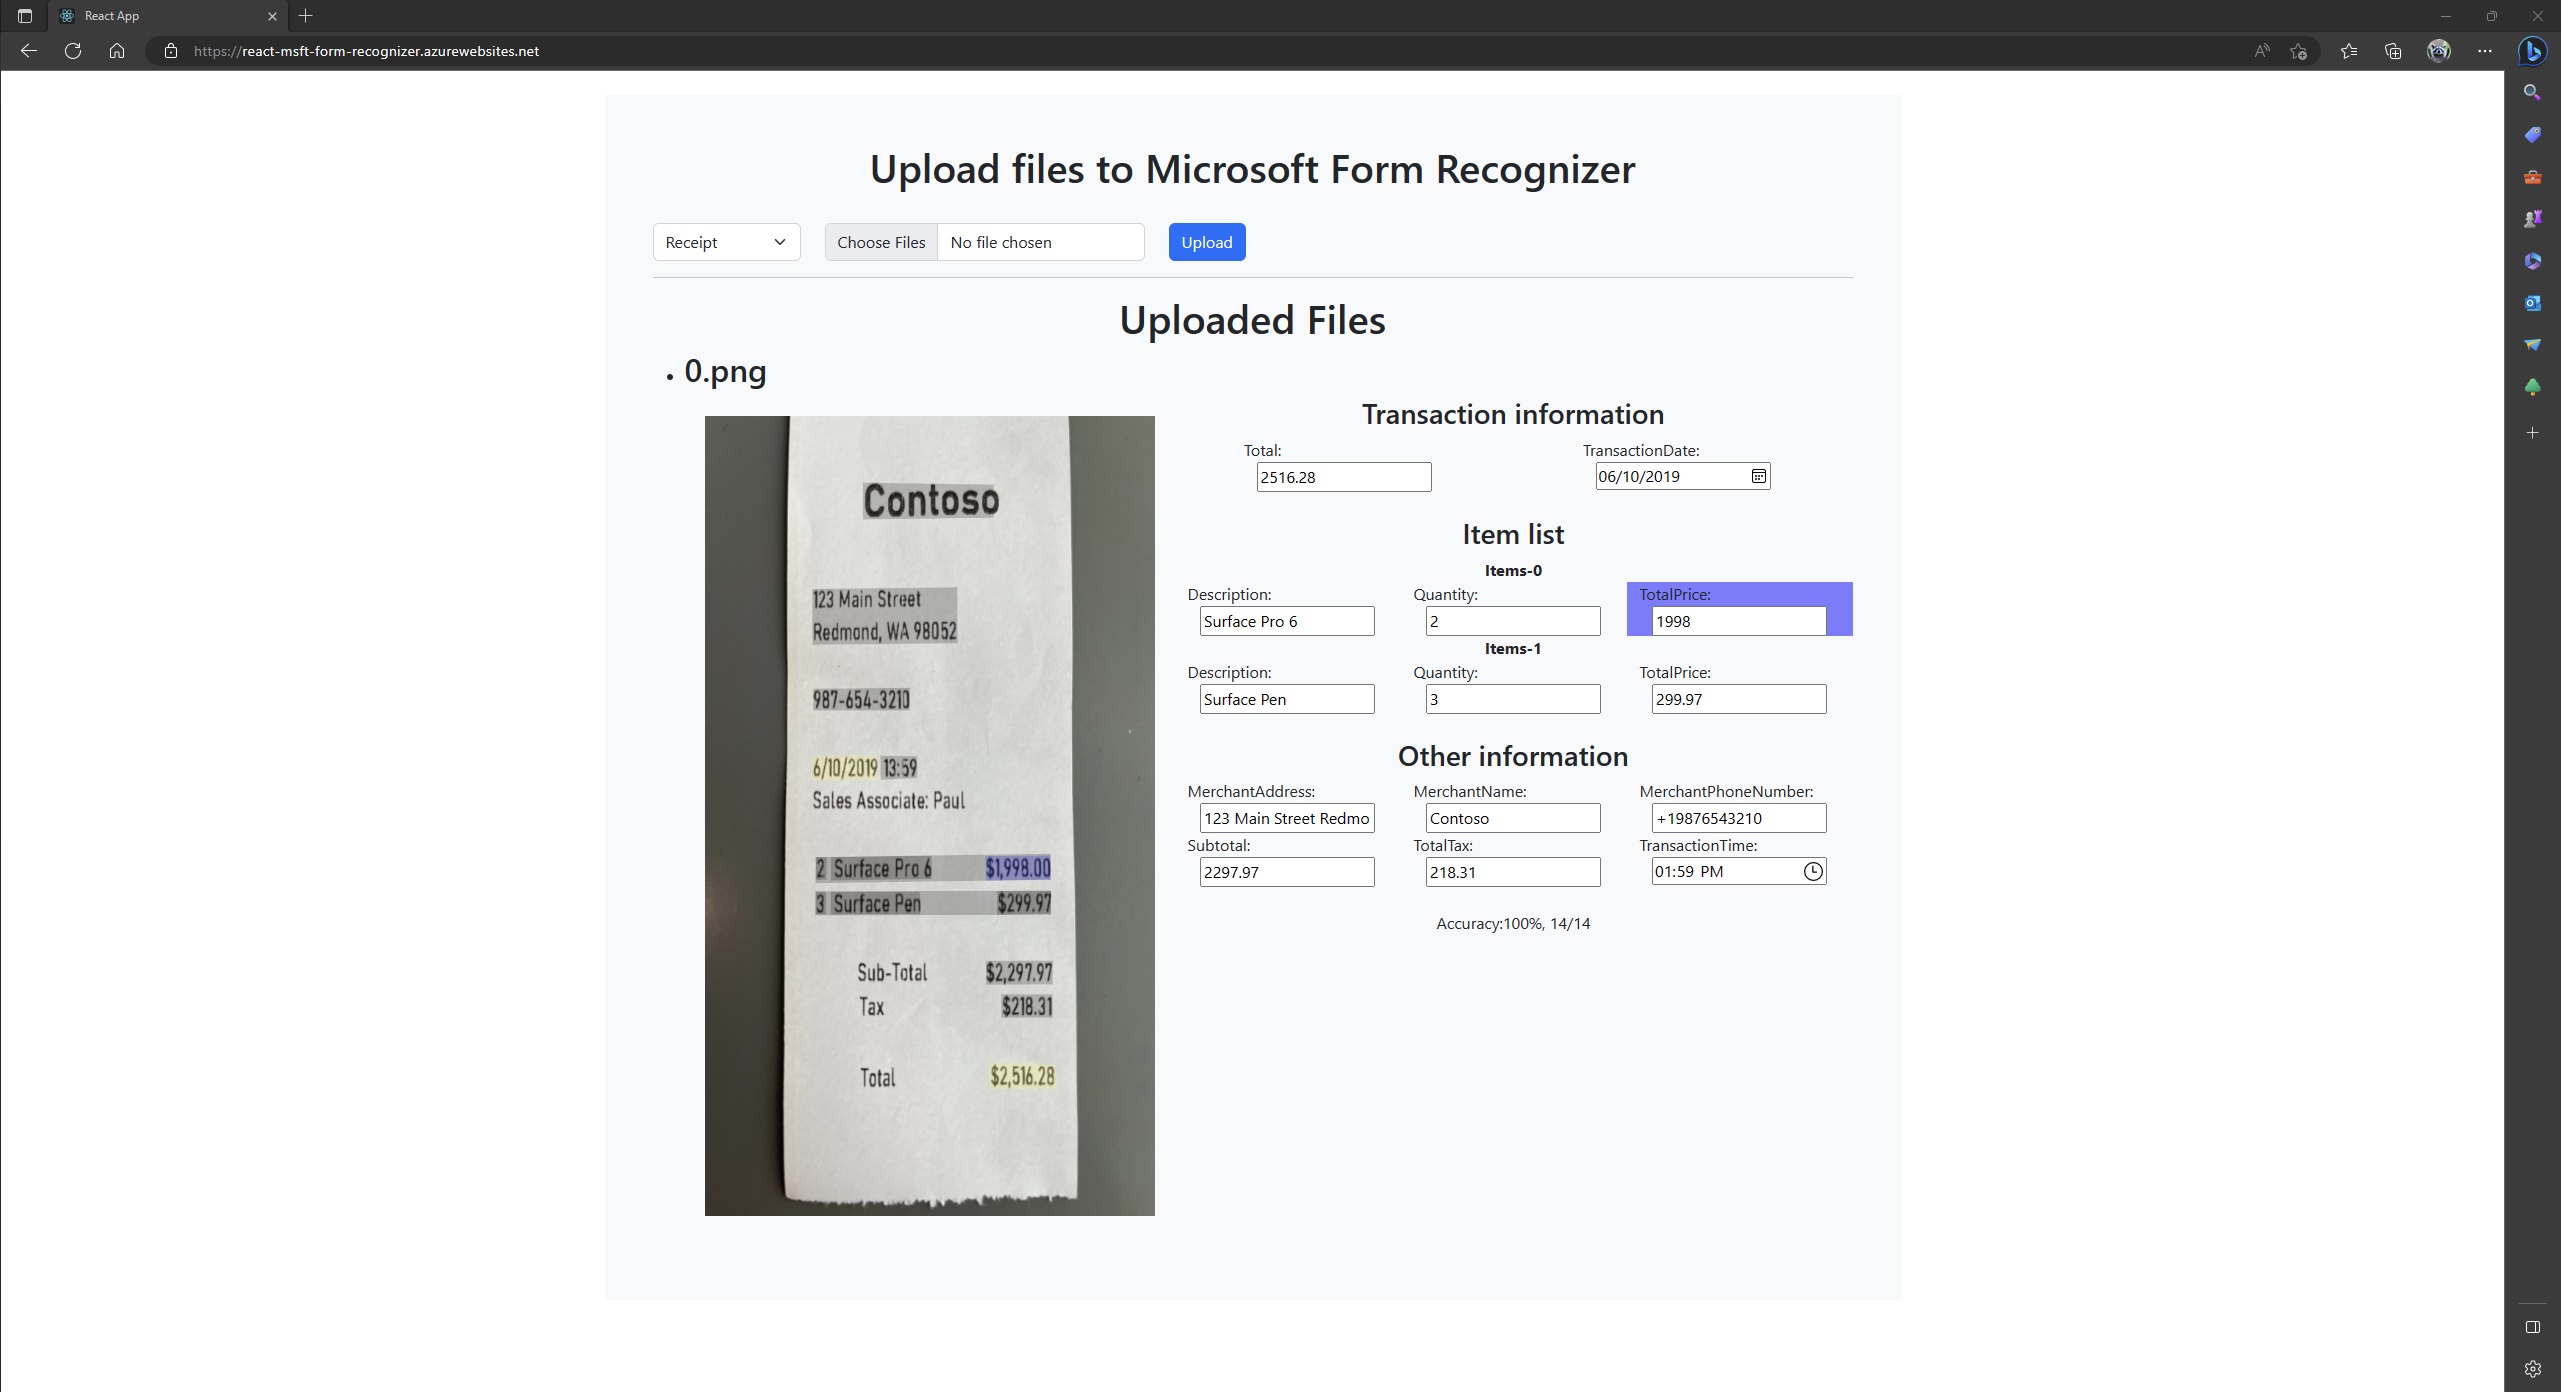 React App
https://react-msft-form-recognizer.azurewebsites.net
Upload files to Microsoft Form Recognizer
Receipt
Choose Files No file chosen
Upload
Uploaded Files
• 0.png
Contoso
123 Main Street
Redmond, WA 98052
987-654-3210
6/10/2019 13:59
Sales Associate: Paul
2 Surface Pro 6 $1,998.00
3 Surface Pen $299.97
Sub-Total $2,297.97
Tax $218.31
Total $2,516.28
Transaction information
Total: TransactionDate:
2516.28 06/10/2019
Item list
Items-0
Description: Quantity: TotalPrice:
Surface Pro 6 2 1998
Items-1
Description: Quantity: TotalPrice:
Surface Pen 3 299.97
Other information
MerchantAddress: MerchantName: MerchantPhoneNumber:
123 Main Street Redmo Contoso +19876543210
Subtotal: TotalTax: TransactionTime:
2297.97 218.31 01:59 PM
Accuracy:100%, 14/14